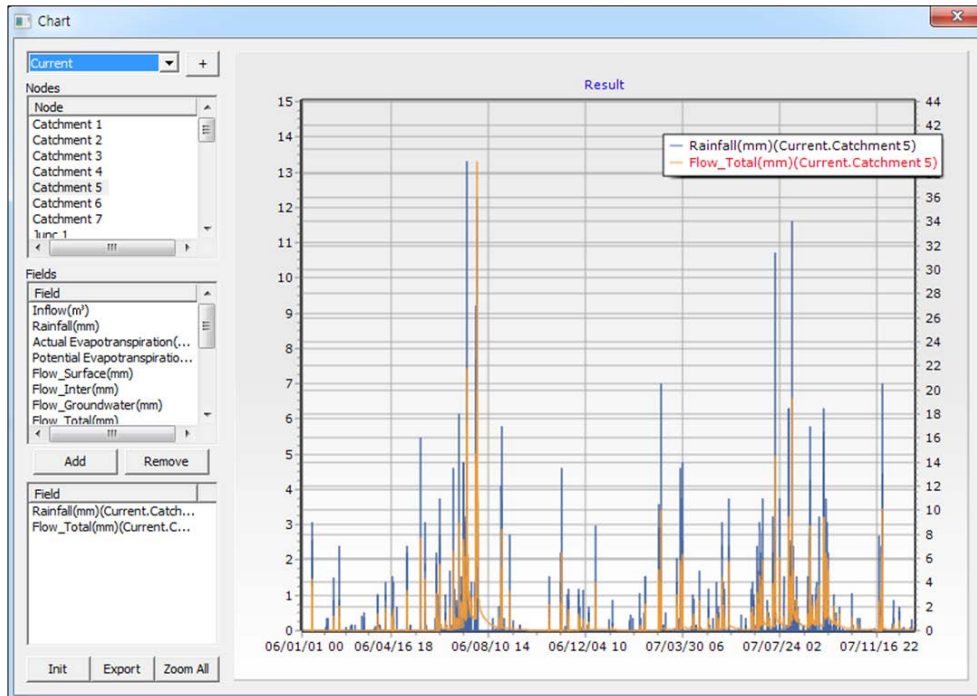 Chart
Current
+
Nodes
Node
Catchment 1
Catchment 2
Catchment 3
Catchment 4
Catchment 5
Catchment 6
Catchment 7
Junc 1
Fields
Field
Inflow(m³)
Rainfall(mm)
Actual Evapotranspiration(...
Potential Evapotranspiratio...
Flow_Surface(mm)
Flow_Inter(mm)
Flow_Groundwater(mm)
Flow_Total(mm)
Add
Remove
Field
Rainfall(mm)(Current.Catch...
Flow_Total(mm)(Current.C...
Init
Export
Zoom All
Result
15
14
13
12
11
10
9
8
7
6
5
4
3
2
1
0
Rainfall(mm)(Current.Catchment 5)
Flow_Total(mm)(Current.Catchment 5)
44
42
36
34
32
30
28
26
24
22
20
18
16
14
12
10
8
6
4
2
0
06/01/01 00
06/04/16 18
06/08/10 14
06/12/04 10
07/03/30 06
07/07/24 02
07/11/16 22